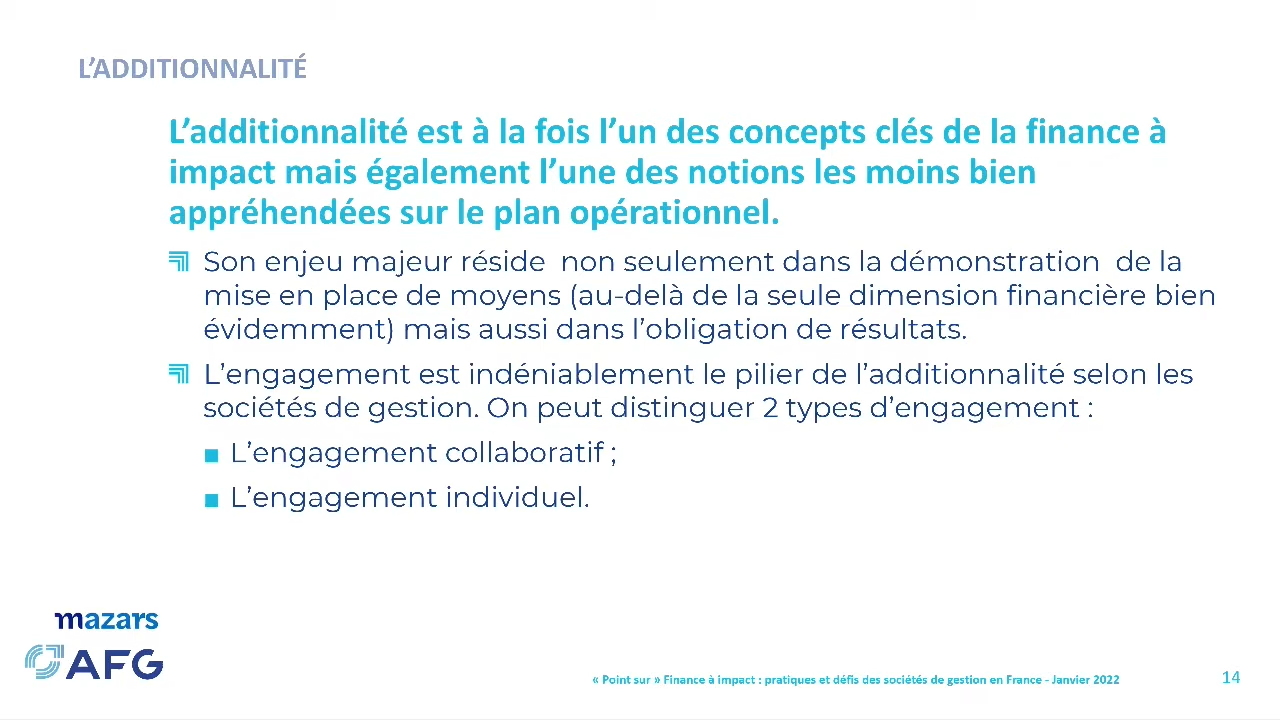 L’ADDITIONNALITÉ
L’additionnalité est à la fois l’un des concepts clés de la finance à
impact mais également l’une des notions les moins bien
appréhendées sur le plan opérationnel.
Son enjeu majeur réside  non seulement dans la démonstration  de la
mise en place de moyens (au-delà de la seule dimension financière bien
évidemment) mais aussi dans l’obligation de résultats.
L’engagement est indéniablement le pilier de l’additionnalité selon les
sociétés de gestion. On peut distinguer 2 types d’engagement :
L’engagement collaboratif ;
L’engagement individuel.
mazars
AFG
« Point sur » Finance à impact : pratiques et défis des sociétés de gestion en France - Janvier 2022
14